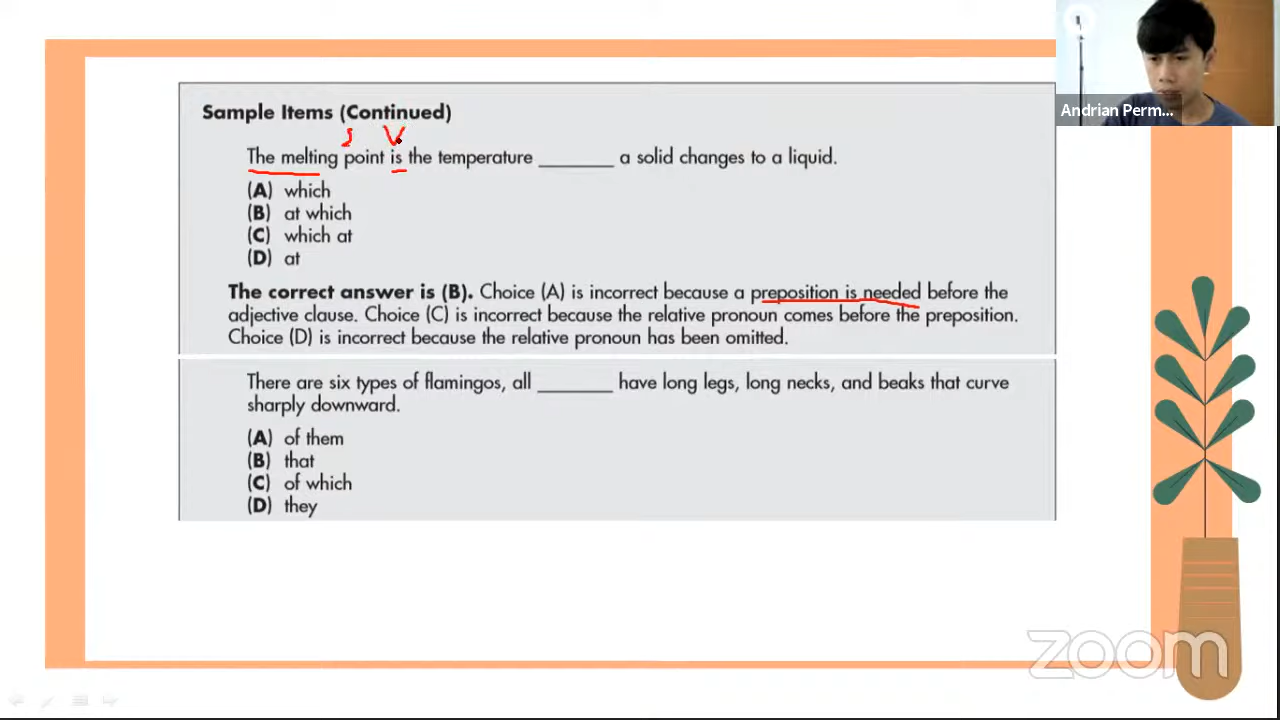 Andrian Perm...
Sample Items (Continued)
S V
The melting point is the temperature ________ a solid changes to a liquid.
(A) which
(B) at which
(C) which at
(D) at
The correct answer is (B). Choice (A) is incorrect because a preposition is needed before the
adjective clause. Choice (C) is incorrect because the relative pronoun comes before the preposition.
Choice (D) is incorrect because the relative pronoun has been omitted.
There are six types of flamingos, all ________ have long legs, long necks, and beaks that curve
sharply downward.
(A) of them
(B) that
(C) of which
(D) they
zoom